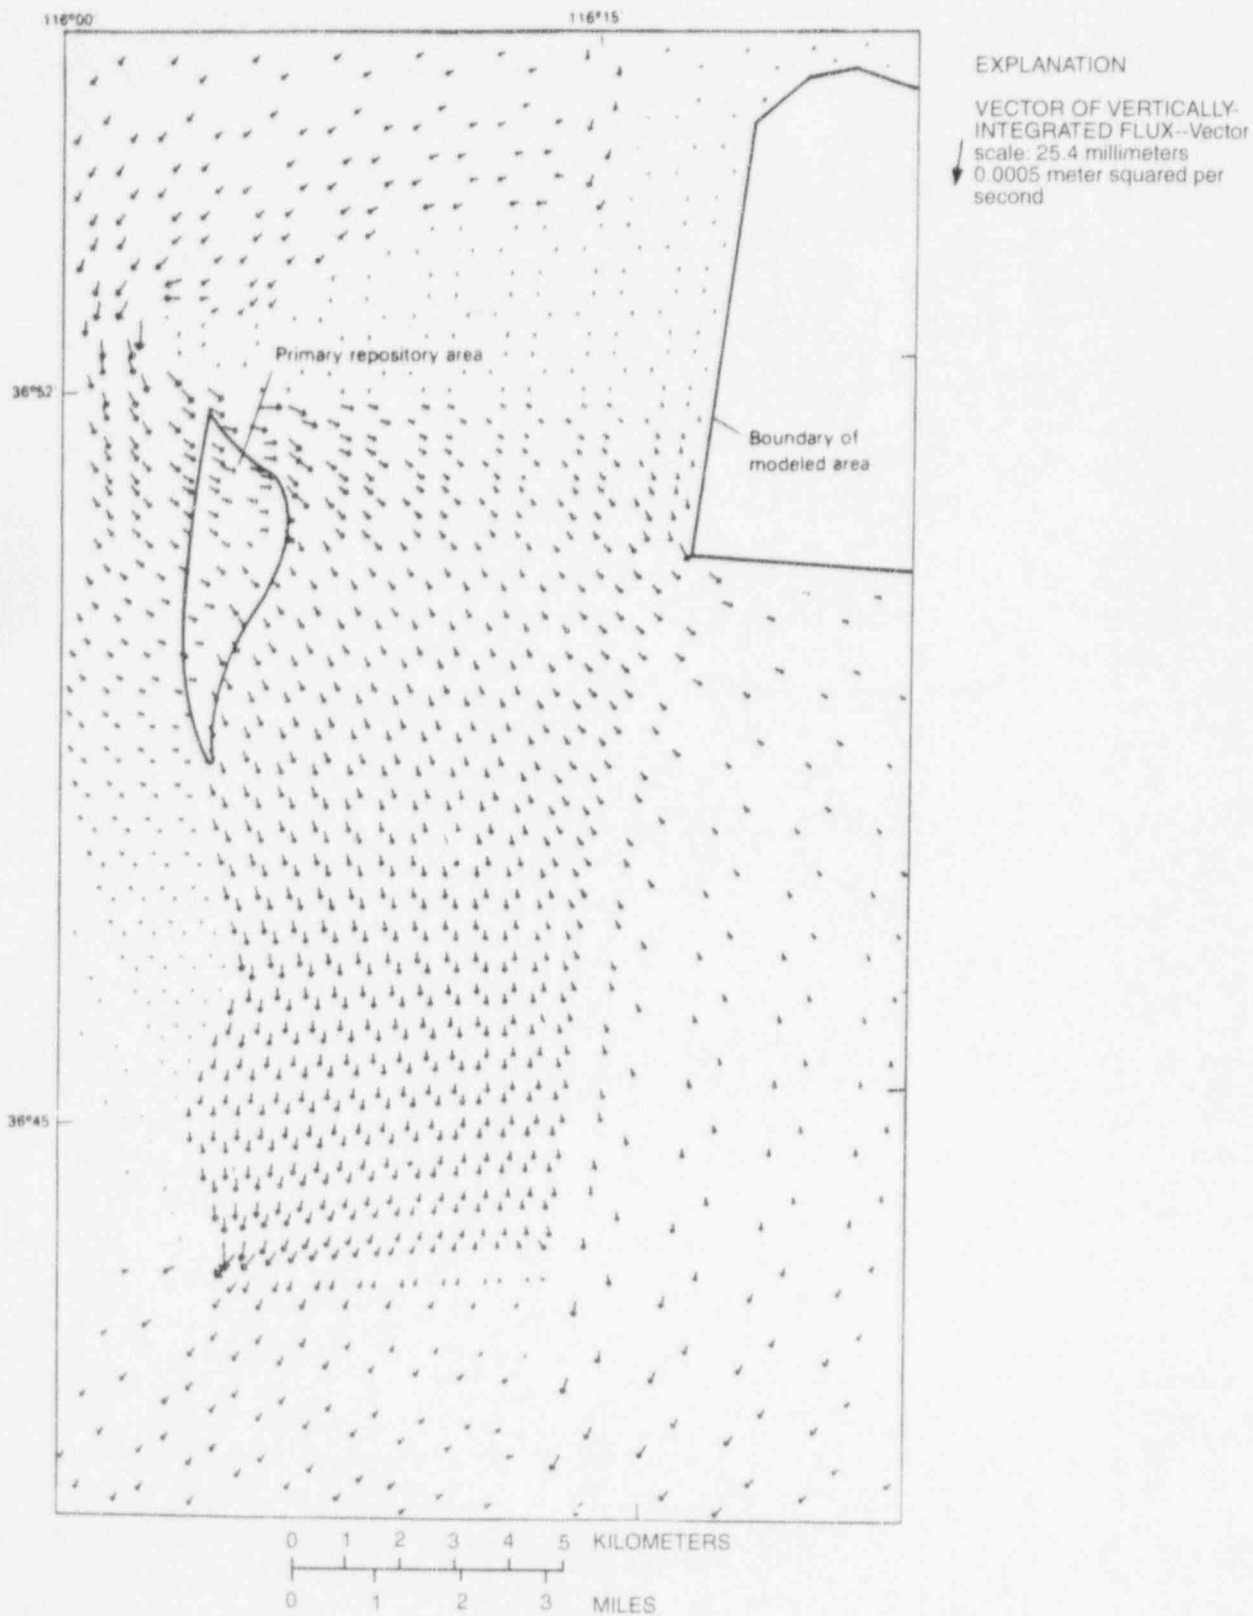 116°00'
116°15'
EXPLANATION
VECTOR OF VERTICALLY-
INTEGRATED FLUX--Vector
scale: 25.4 millimeters
0.0005 meter squared per
second
Primary repository area
36°52'
Boundary of
modeled area
36°45'
0 1 2 3 4 5 KILOMETERS
0 1 2 3 MILES